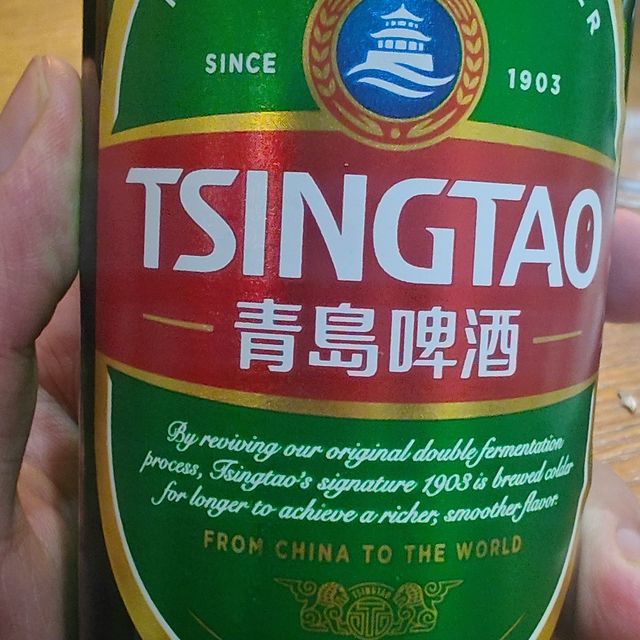 SINCE 1903
TSINGTAO
青島啤酒
By reviving our original double fermentation
process, Tsingtao's signature 1903 is brewed colder
for longer to achieve a richer, smoother flavor.
FROM CHINA TO THE WORLD
TSINGTAO